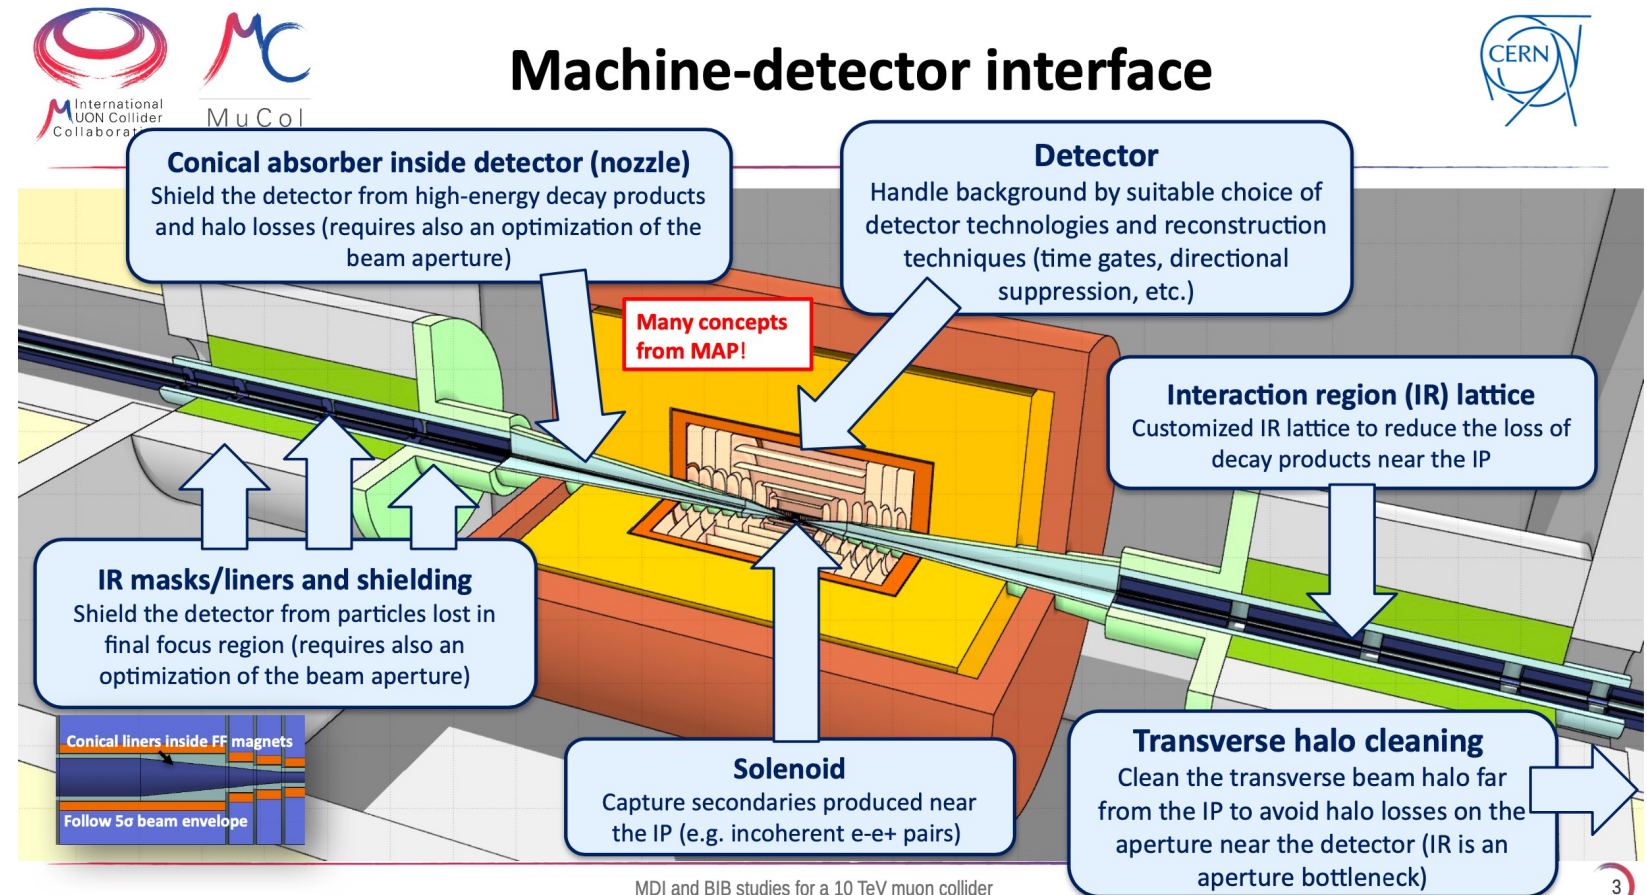 International
MUON Collider
Collaborati
MuCol
Machine-detector interface
CERN
Conical absorber inside detector (nozzle)
Shield the detector from high-energy decay products
and halo losses (requires also an optimization of the
beam aperture)
Detector
Handle background by suitable choice of
detector technologies and reconstruction
techniques (time gates, directional
suppression, etc.)
Many concepts
from MAP!
Interaction region (IR) lattice
Customized IR lattice to reduce the loss of
decay products near the IP
IR masks/liners and shielding
Shield the detector from particles lost in
final focus region (requires also an
optimization of the beam aperture)
Conical liners inside FF magnets
Follow 5σ beam envelope
Solenoid
Capture secondaries produced near
the IP (e.g. incoherent e-e+ pairs)
Transverse halo cleaning
Clean the transverse beam halo far
from the IP to avoid halo losses on the
aperture near the detector (IR is an
aperture bottleneck)
MDI and BIB studies for a 10 TeV muon collider
3